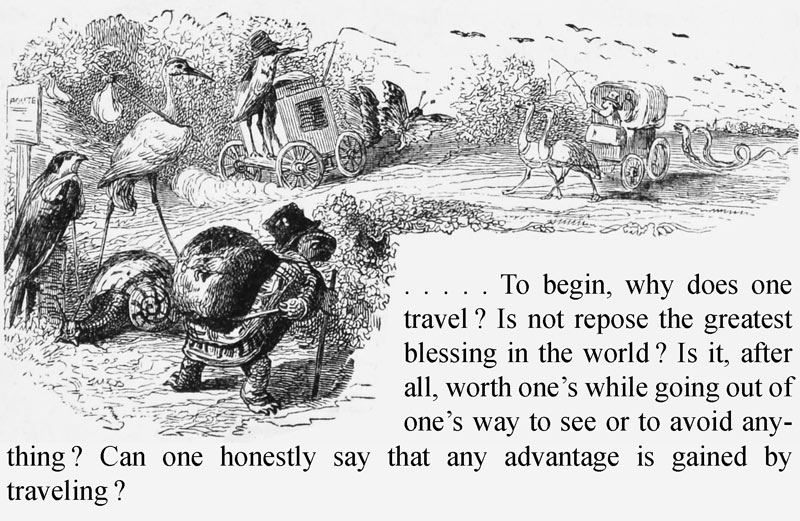 ROUTE
. . . . . To begin, why does one
travel ? Is not repose the greatest
blessing in the world ? Is it, after
all, worth one’s while going out of
one’s way to see or to avoid any-
thing ? Can one honestly say that any advantage is gained by
traveling ?